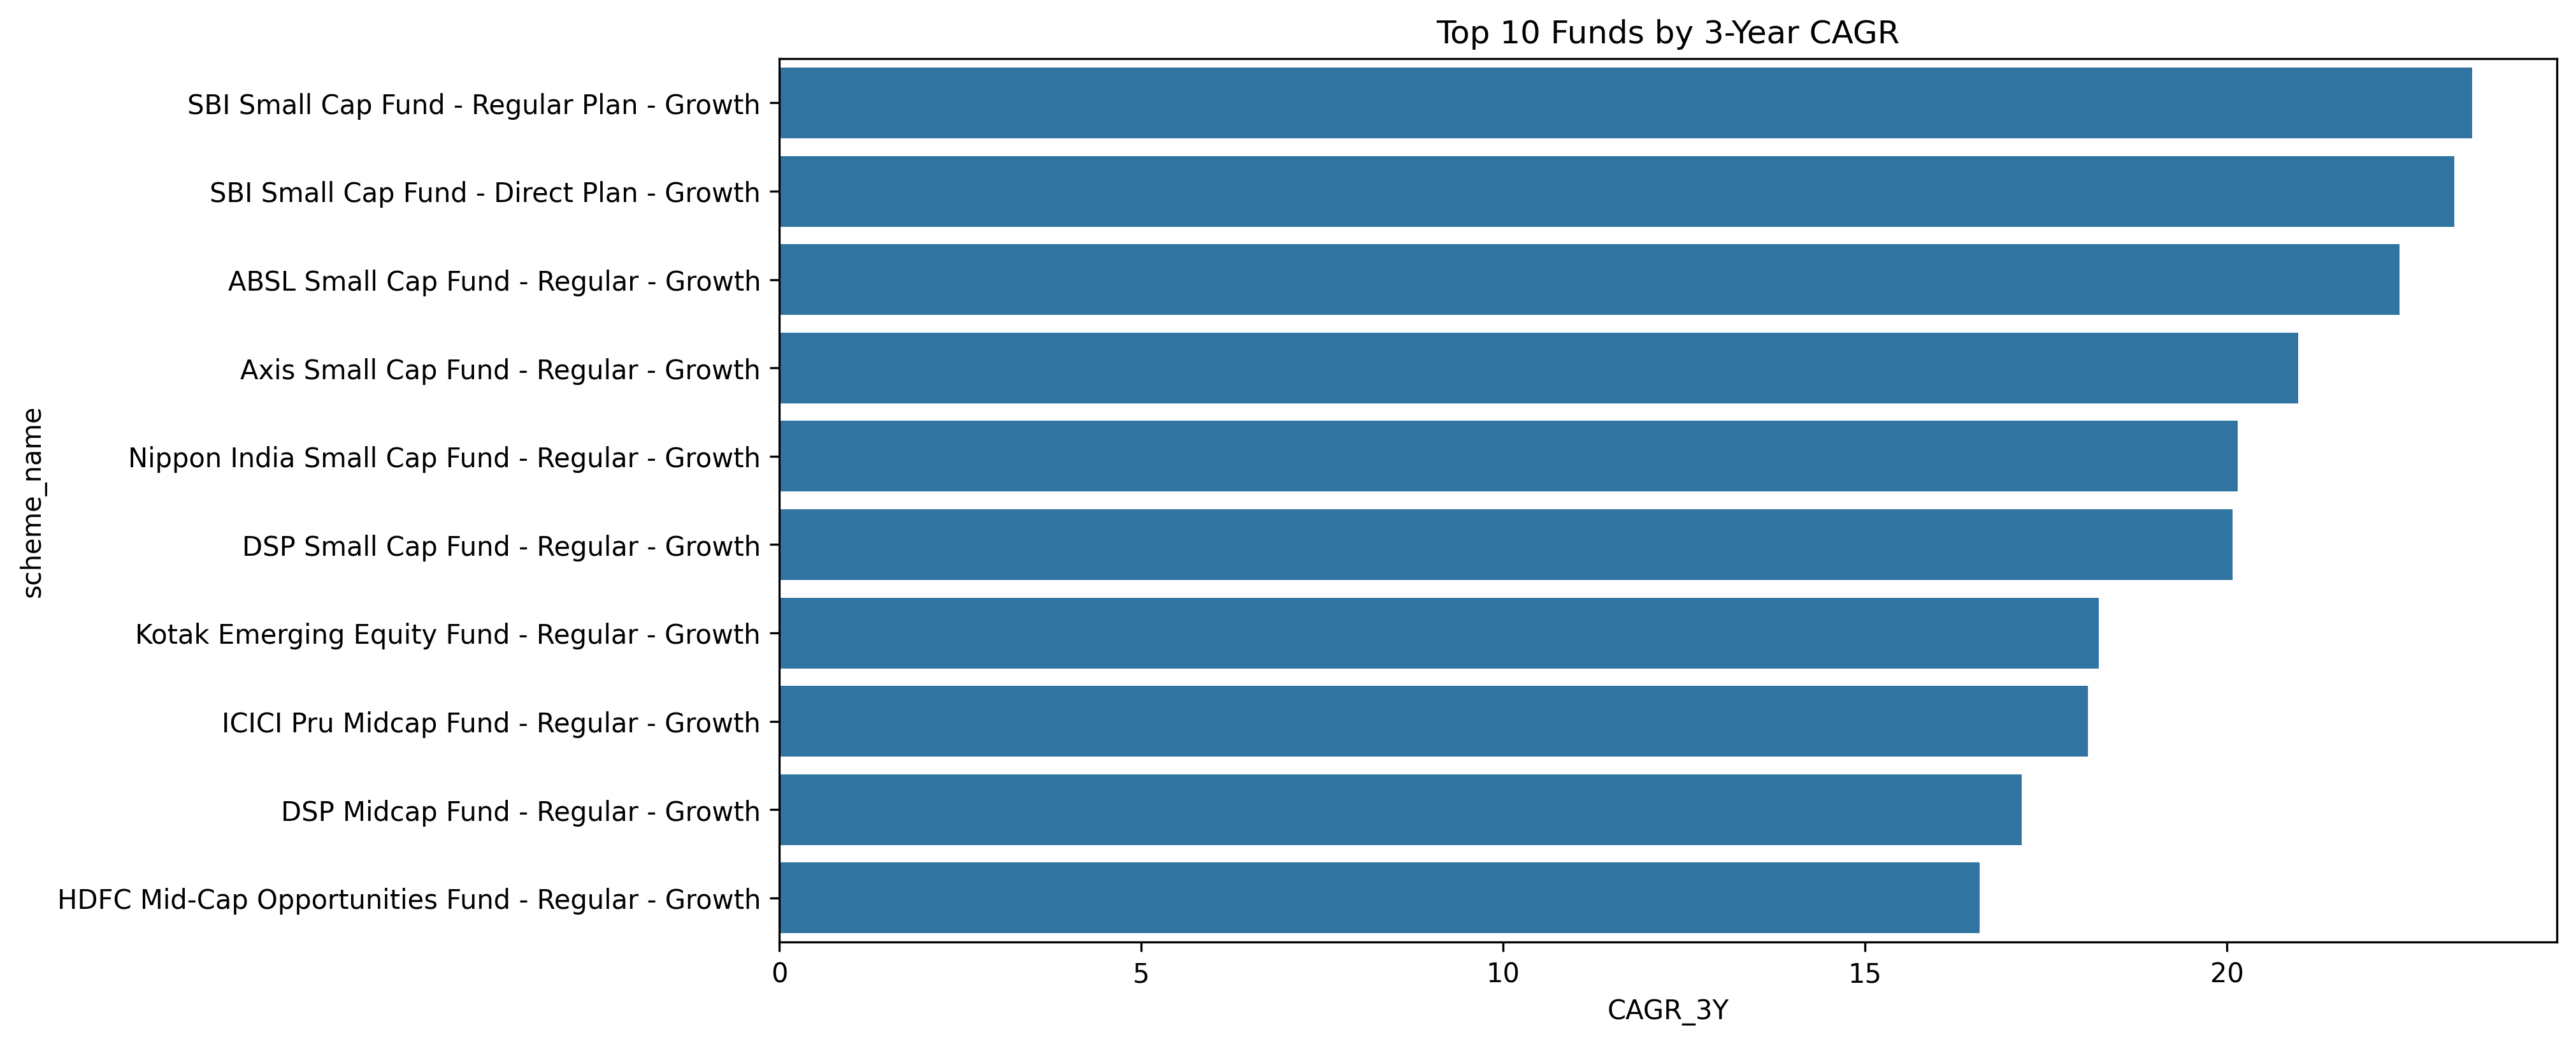 Top 10 Funds by 3-Year CAGR
scheme_name
SBI Small Cap Fund - Regular Plan - Growth
SBI Small Cap Fund - Direct Plan - Growth
ABSL Small Cap Fund - Regular - Growth
Axis Small Cap Fund - Regular - Growth
Nippon India Small Cap Fund - Regular - Growth
DSP Small Cap Fund - Regular - Growth
Kotak Emerging Equity Fund - Regular - Growth
ICICI Pru Midcap Fund - Regular - Growth
DSP Midcap Fund - Regular - Growth
HDFC Mid-Cap Opportunities Fund - Regular - Growth
0 5 10 15 20
CAGR_3Y